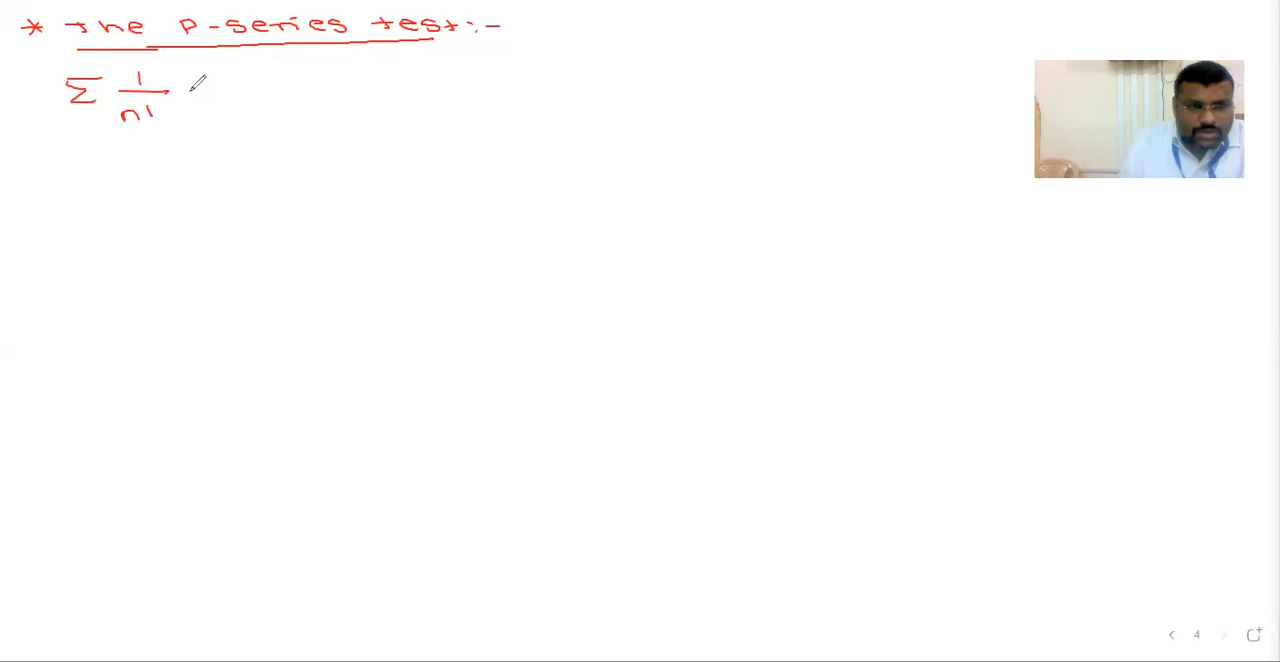 * The P-series test:-
Σ 1/n'
4